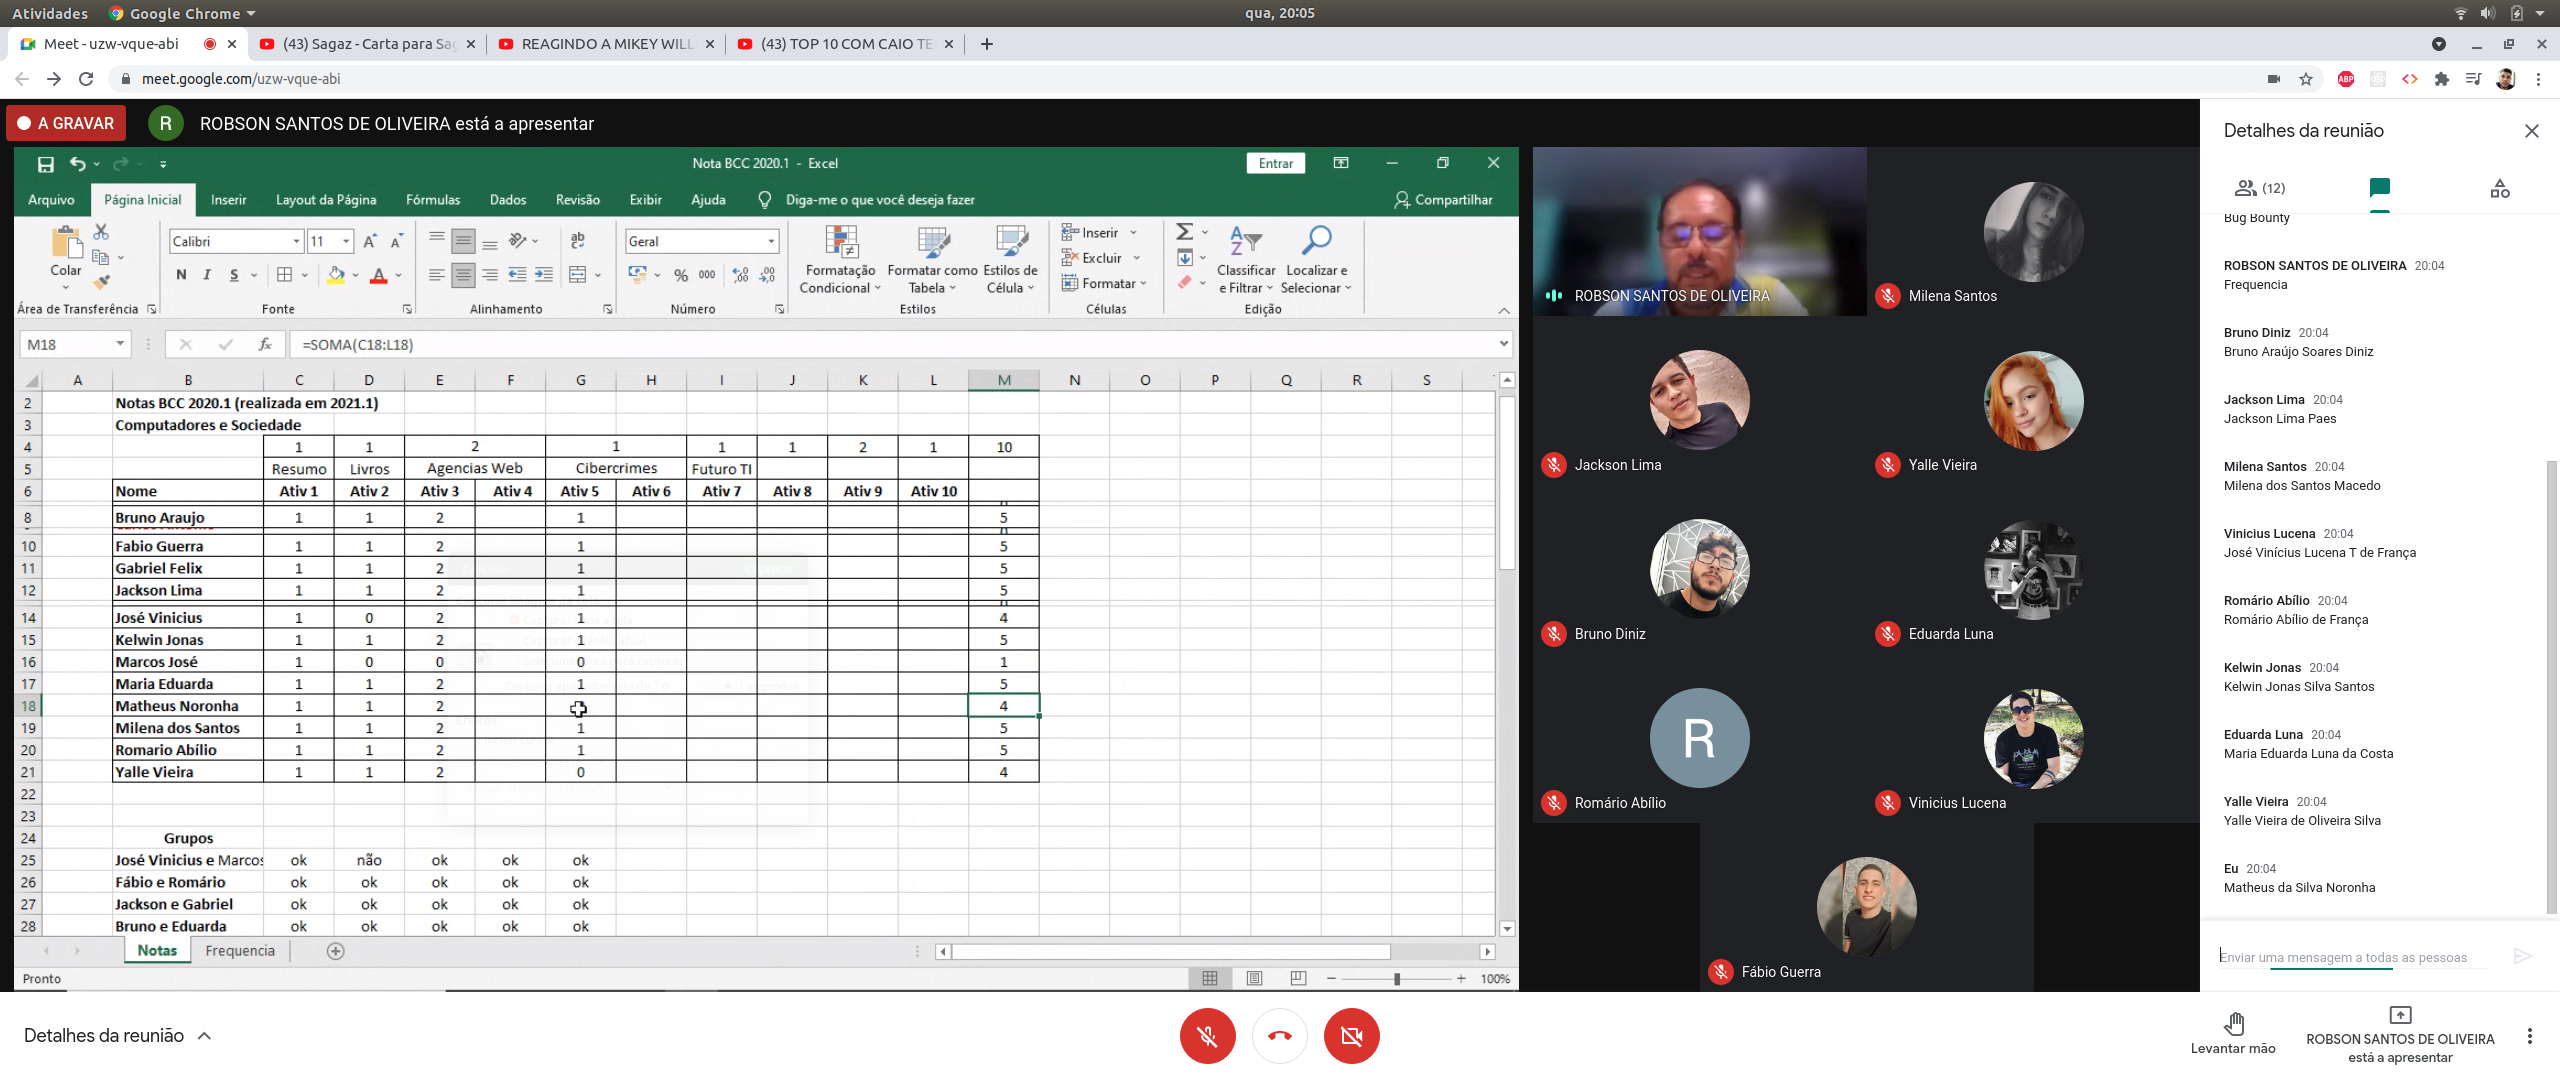 Atividades
Google Chrome
qua, 20:05
Meet - uzw-vque-abi
(43) Sagaz - Carta para Sag
REAGINDO A MIKEY WILL
(43) TOP 10 COM CAIO TE
meet.google.com/uzw-vque-abi
ABP
A GRAVAR
R
ROBSON SANTOS DE OLIVEIRA está a apresentar
Nota BCC 2020.1 - Excel
Entrar
Arquivo Página Inicial Inserir Layout da Página Fórmulas Dados Revisão Exibir Ajuda Diga-me o que você deseja fazer Compartilhar
Colar
Calibri 11
N I S
Geral
% 000
Formatação Condicional
Formatar como Tabela
Estilos de Célula
Inserir
Excluir
Formatar
Classificar e Filtrar
Localizar e Selecionar
Área de Transferência Fonte Alinhamento Número Estilos Células Edição
M18 fx =SOMA(C18:L18)
A B C D E F G H I J K L M N O P Q R S
2 Notas BCC 2020.1 (realizada em 2021.1)
3 Computadores e Sociedade
4 1 1 2 1 1 1 2 1 10
5 Resumo Livros Agencias Web Cibercrimes Futuro TI
6 Nome Ativ 1 Ativ 2 Ativ 3 Ativ 4 Ativ 5 Ativ 6 Ativ 7 Ativ 8 Ativ 9 Ativ 10
8 Bruno Araujo 1 1 2 1 5
10 Fabio Guerra 1 1 2 1 5
11 Gabriel Felix 1 1 2 1 5
12 Jackson Lima 1 1 2 1 5
14 José Vinicius 1 0 2 1 4
15 Kelwin Jonas 1 1 2 1 5
16 Marcos José 1 0 0 0 1
17 Maria Eduarda 1 1 2 1 5
18 Matheus Noronha 1 1 2 4
19 Milena dos Santos 1 1 2 1 5
20 Romario Abílio 1 1 2 1 5
21 Yalle Vieira 1 1 2 0 4
22
23
24 Grupos
25 José Vinicius e Marcos ok não ok ok ok
26 Fábio e Romário ok ok ok ok ok
27 Jackson e Gabriel ok ok ok ok ok
28 Bruno e Eduarda ok ok ok ok ok
Notas Frequencia
Pronto
100%
ROBSON SANTOS DE OLIVEIRA
Milena Santos
Jackson Lima
Yalle Vieira
Bruno Diniz
Eduarda Luna
R
Romário Abílio
Vinicius Lucena
Fábio Guerra
Detalhes da reunião
(12)
Bug Bounty
ROBSON SANTOS DE OLIVEIRA 20:04
Frequencia
Bruno Diniz 20:04
Bruno Araújo Soares Diniz
Jackson Lima 20:04
Jackson Lima Paes
Milena Santos 20:04
Milena dos Santos Macedo
Vinicius Lucena 20:04
José Vinícius Lucena T de França
Romário Abílio 20:04
Romário Abílio de França
Kelwin Jonas 20:04
Kelwin Jonas Silva Santos
Eduarda Luna 20:04
Maria Eduarda Luna da Costa
Yalle Vieira 20:04
Yalle Vieira de Oliveira Silva
Eu 20:04
Matheus da Silva Noronha
Enviar uma mensagem a todas as pessoas
Detalhes da reunião
Levantar mão
ROBSON SANTOS DE OLIVEIRA
está a apresentar